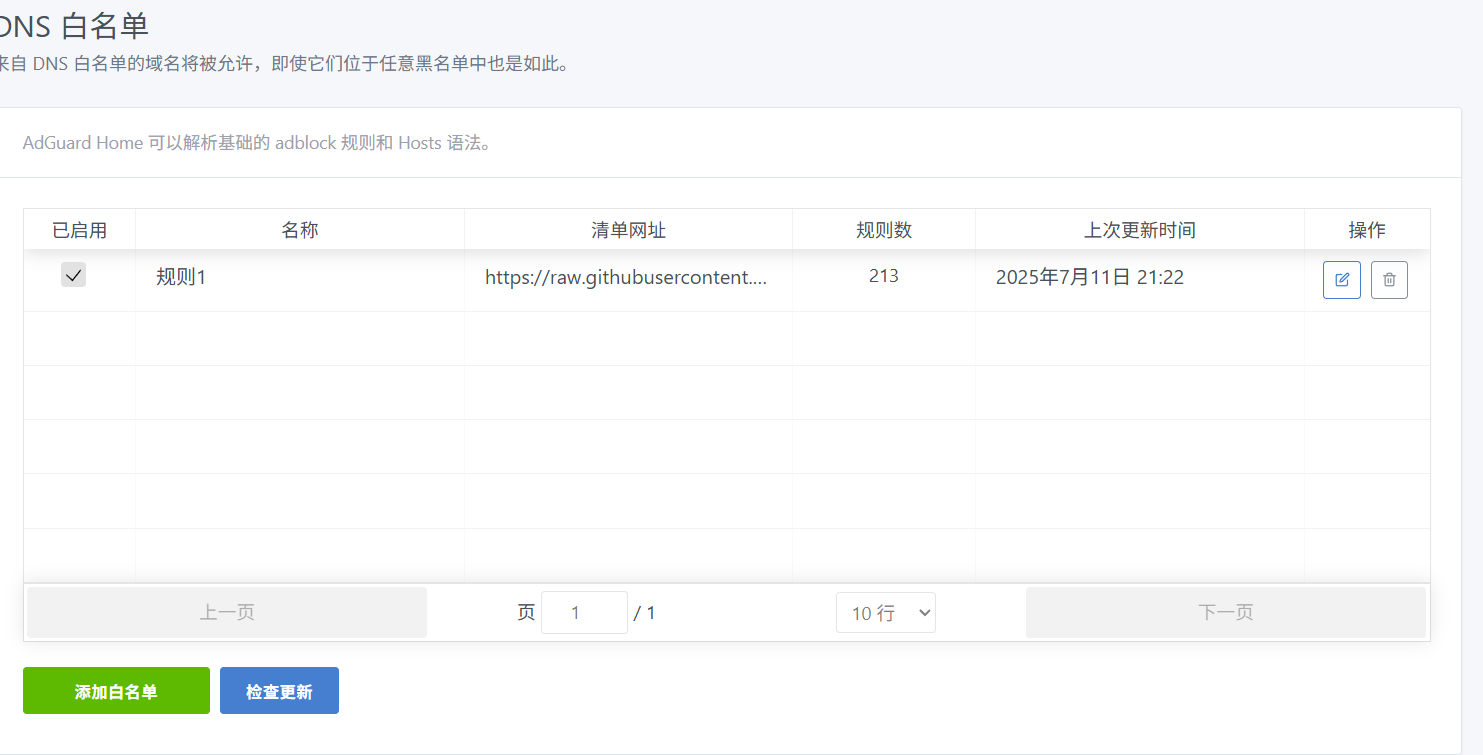 DNS 白名单
来自 DNS 白名单的域名将被允许，即使它们位于任意黑名单中也是如此。
AdGuard Home 可以解析基础的 adblock 规则和 Hosts 语法。
已启用 名称 清单网址 规则数 上次更新时间 操作
规则1 https://raw.githubusercontent.... 213 2025年7月11日 21:22
上一页 页 1 / 1 10 行 下一页
添加白名单 检查更新